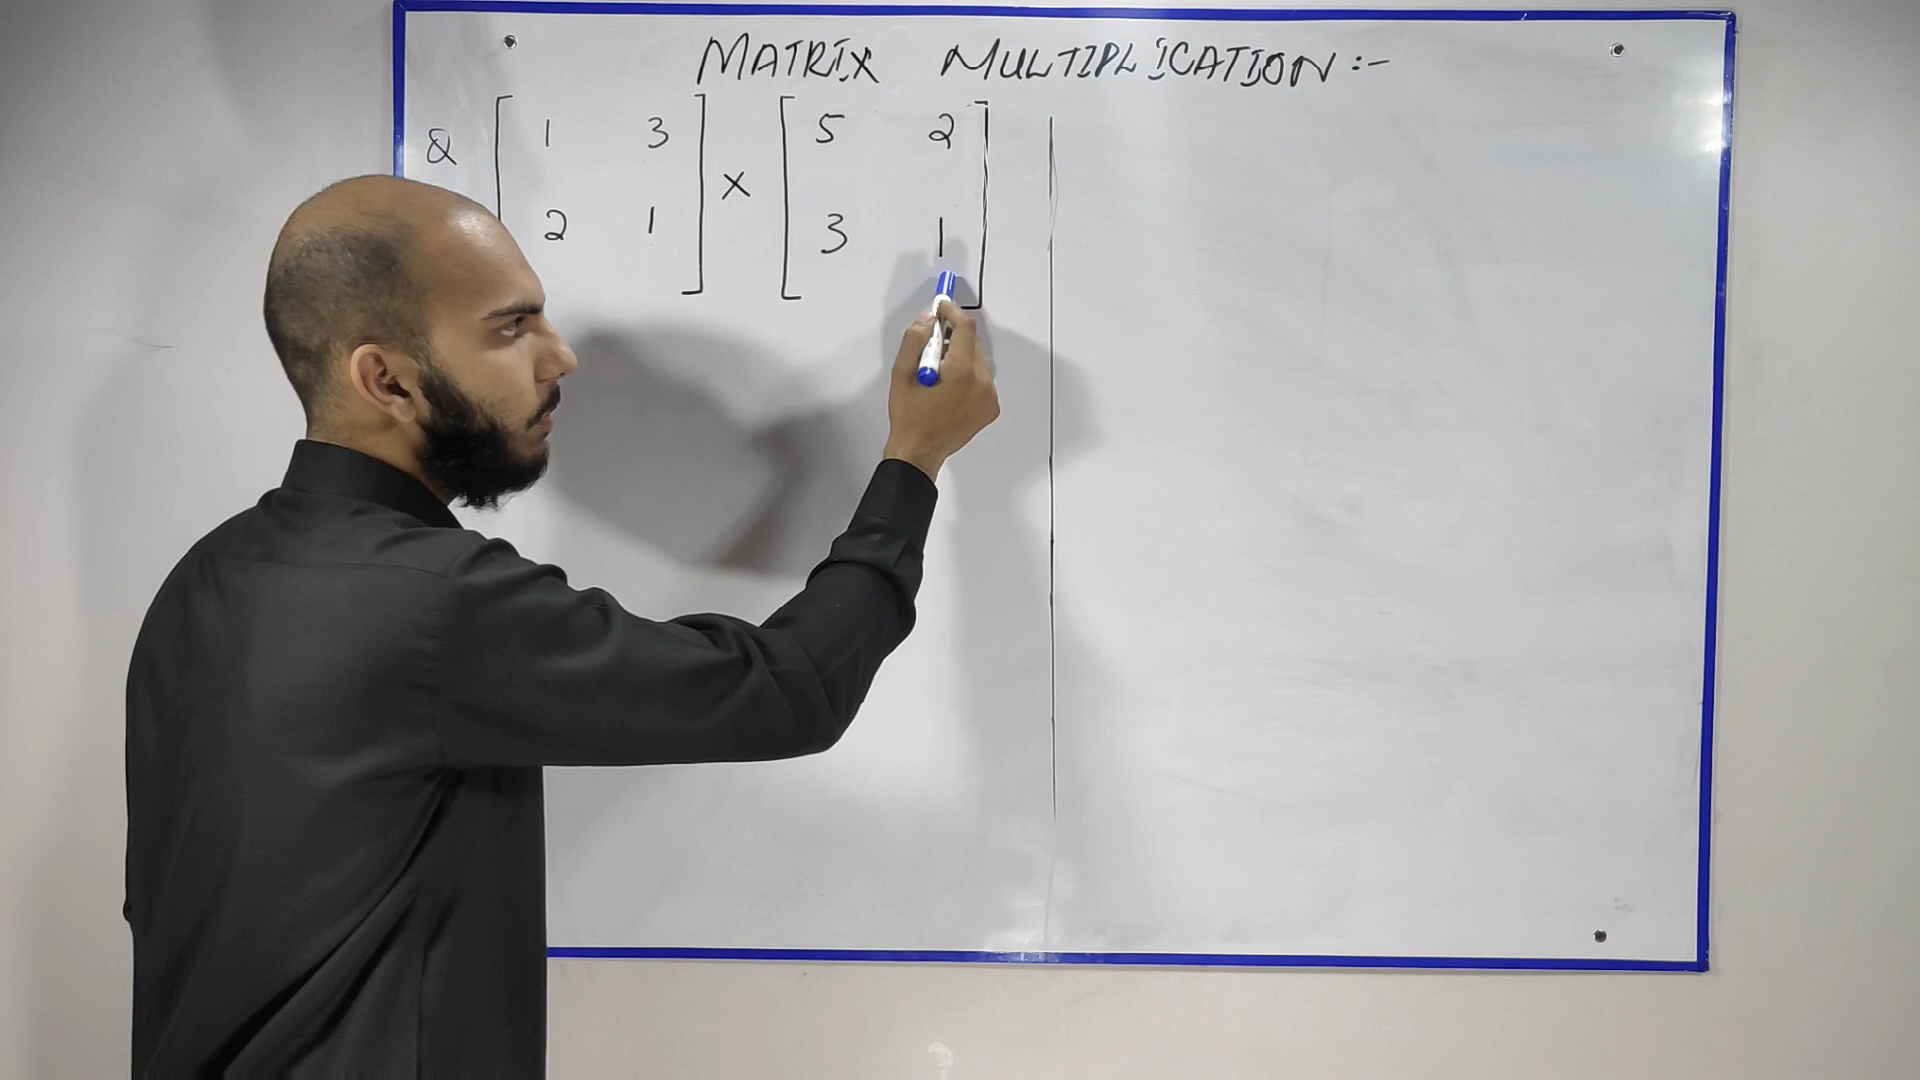 MATRIX MULTIPLICATION :-
Q [ 1 3 ] × [ 5 2 ]
[ 2 1 ] [ 3 1 ]